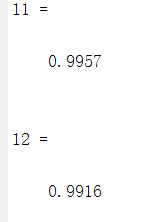 l1 =
0.9957
l2 =
0.9916